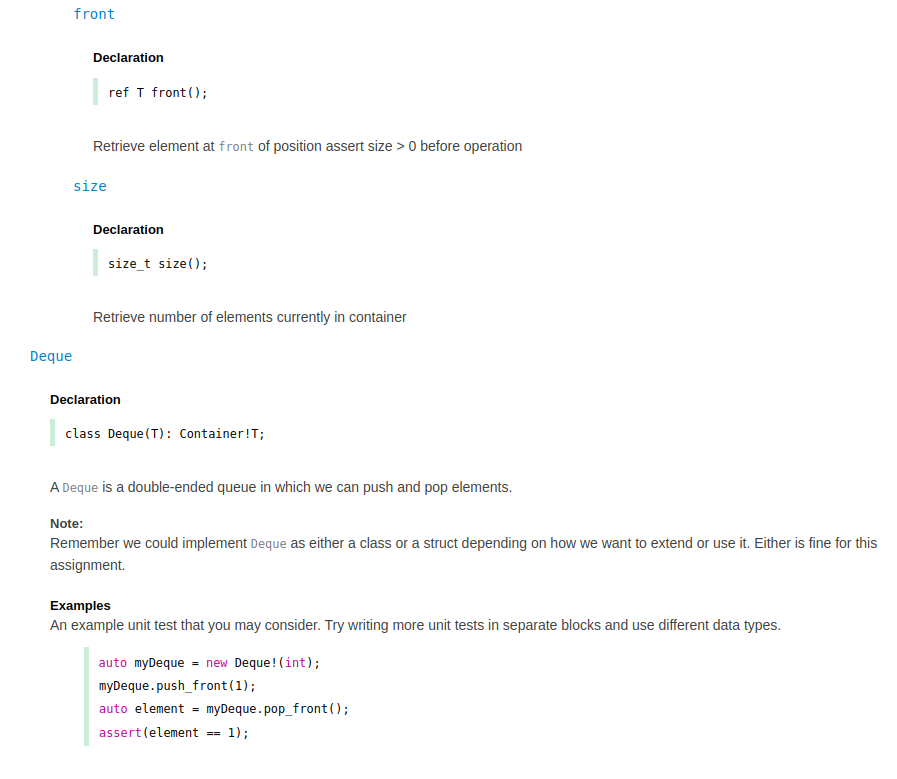 front
Declaration
ref T front();
Retrieve element at front of position assert size > 0 before operation
size
Declaration
size_t size();
Retrieve number of elements currently in container
Deque
Declaration
class Deque(T): Container!T;
A Deque is a double-ended queue in which we can push and pop elements.
Note:
Remember we could implement Deque as either a class or a struct depending on how we want to extend or use it. Either is fine for this
assignment.
Examples
An example unit test that you may consider. Try writing more unit tests in separate blocks and use different data types.
auto myDeque = new Deque!(int);
myDeque.push_front(1);
auto element = myDeque.pop_front();
assert(element == 1);